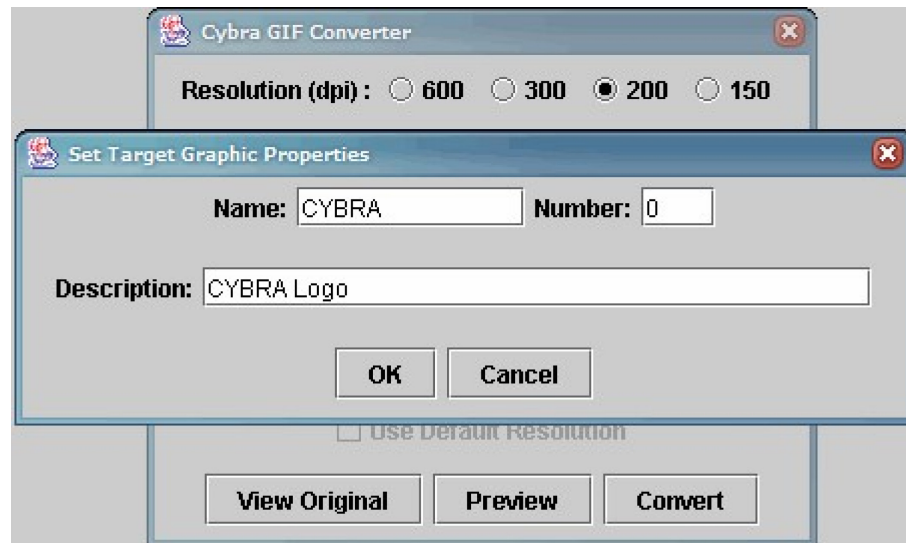 Cybra GIF Converter
Resolution (dpi) : 600 300 200 150
Set Target Graphic Properties
Name: CYBRA Number: 0
Description: CYBRA Logo
OK Cancel
Use Default Resolution
View Original Preview Convert